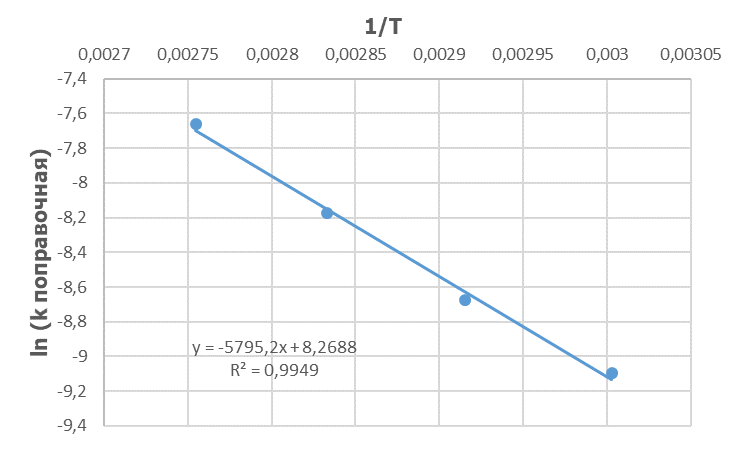 1/T
0,0027 0,00275 0,0028 0,00285 0,0029 0,00295 0,003 0,00305
-7,4
-7,6
-7,8
-8
-8,2
-8,4
-8,6
-8,8
-9
-9,2
-9,4
ln (k поправочная)
y = -5795,2x + 8,2688
R² = 0,9949